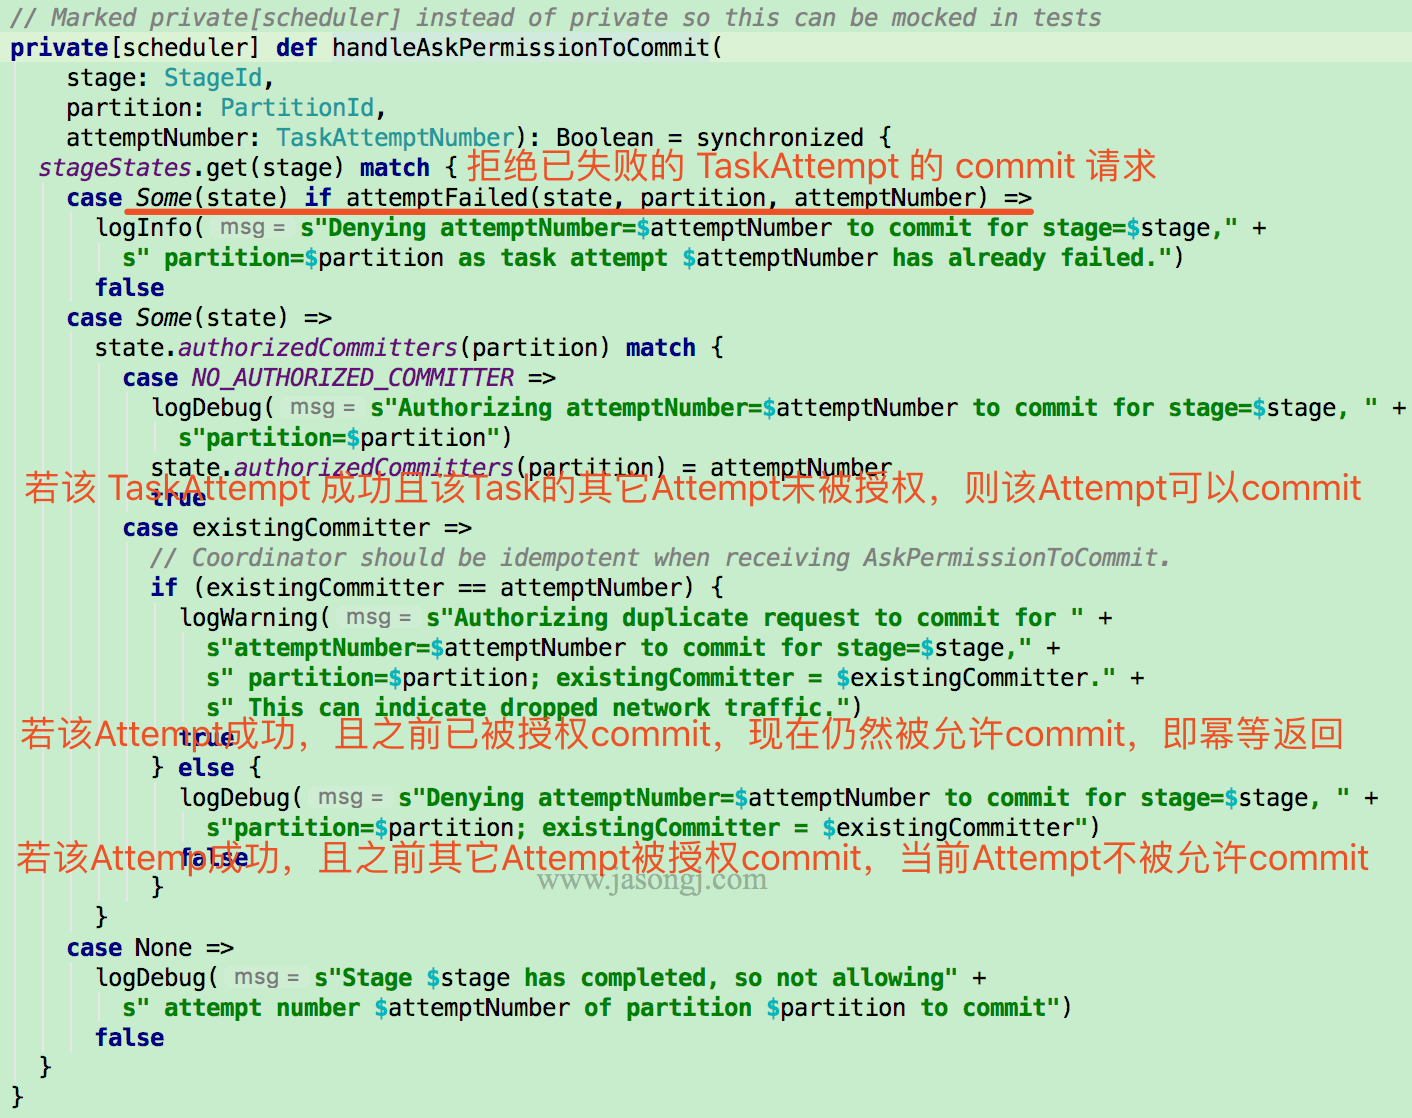 // Marked private[scheduler] instead of private so this can be mocked in tests
private[scheduler] def handleAskPermissionToCommit(
stage: StageId,
partition: PartitionId,
attemptNumber: TaskAttemptNumber): Boolean = synchronized {
stageStates.get(stage) match { 拒绝已失败的 TaskAttempt 的 commit 请求
case Some(state) if attemptFailed(state, partition, attemptNumber) =>
logInfo( msg = s"Denying attemptNumber=$attemptNumber to commit for stage=$stage," +
s" partition=$partition as task attempt $attemptNumber has already failed.")
false
case Some(state) =>
state.authorizedCommitters(partition) match {
case NO_AUTHORIZED_COMMITTER =>
logDebug( msg = s"Authorizing attemptNumber=$attemptNumber to commit for stage=$stage, " +
s"partition=$partition")
state.authorizedCommitters(partition) = attemptNumber
若该 TaskAttempt 成功且该Task的其它Attempt未被授权，则该Attempt可以commit
true
case existingCommitter =>
// Coordinator should be idempotent when receiving AskPermissionToCommit.
if (existingCommitter == attemptNumber) {
logWarning( msg = s"Authorizing duplicate request to commit for " +
s"attemptNumber=$attemptNumber to commit for stage=$stage," +
s" partition=$partition; existingCommitter = $existingCommitter." +
s" This can indicate dropped network traffic.")
若该Attempt成功，且之前已被授权commit，现在仍然被允许commit，即幂等返回
true
} else {
logDebug( msg = s"Denying attemptNumber=$attemptNumber to commit for stage=$stage, " +
s"partition=$partition; existingCommitter = $existingCommitter")
若该Attemp成功，且之前其它Attempt被授权commit，当前Attempt不被允许commit
false
www.jasongj.com
}
}
case None =>
logDebug( msg = s"Stage $stage has completed, so not allowing" +
s" attempt number $attemptNumber of partition $partition to commit")
false
}
}